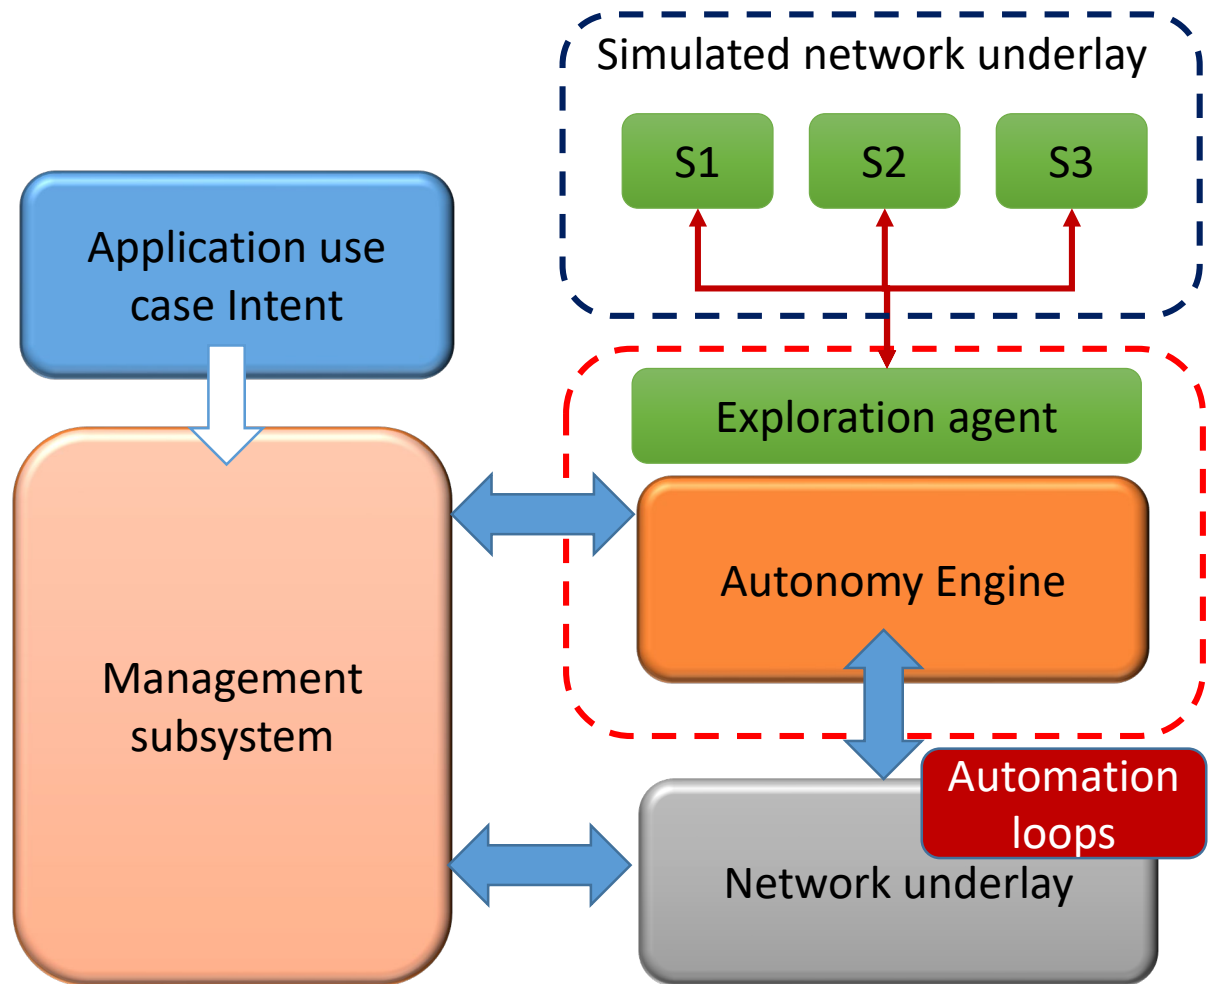 Simulated network underlay
S1
S2
S3
Application use
case Intent
Exploration agent
Autonomy Engine
Management
subsystem
Automation
loops
Network underlay